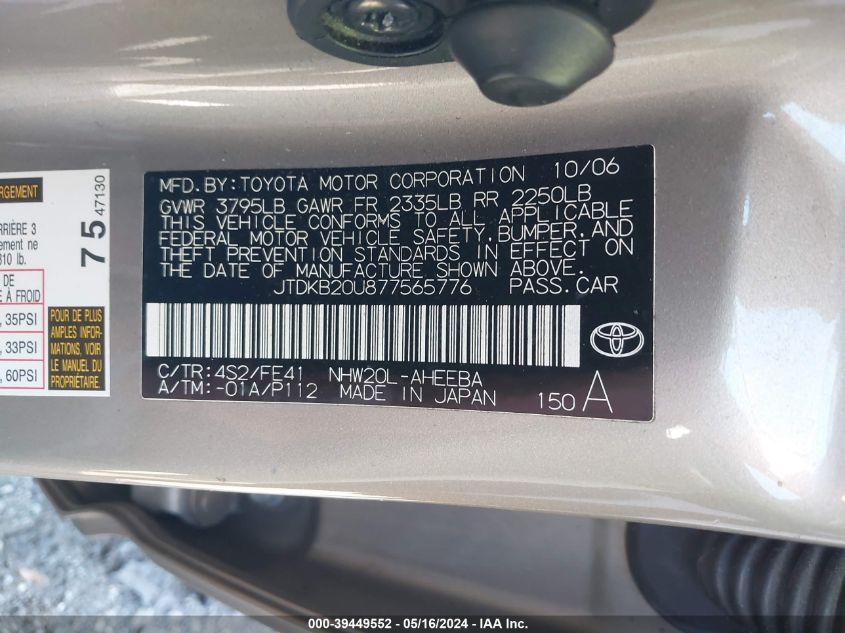 MFD. BY: TOYOTA MOTOR CORPORATION 10/06
GVWR 3795LB GAWR FR 2335LB RR 2250LB
THIS VEHICLE CONFORMS TO ALL APPLICABLE
FEDERAL MOTOR VEHICLE SAFETY, BUMPER, AND
THEFT PREVENTION STANDARDS IN EFFECT ON
THE DATE OF MANUFACTURE SHOWN ABOVE.
JTDKB20U877565776 PASS. CAR
C/TR: 4S2/FE41 NHW20L-AHEEBA
A/TM: -01A/P112 MADE IN JAPAN 150 A
RGEMENT
RRIÈRE 3
ement ne
810 lb.
DE
E À FROID
, 35PSI
, 33PSI
, 60PSI
75 47130
POUR PLUS
AMPLES
INFOR-
MATIONS, VOIR
LE MANUEL DU
PROPRIÉTAIRE
000-39449552 - 05/16/2024 - IAAI.com